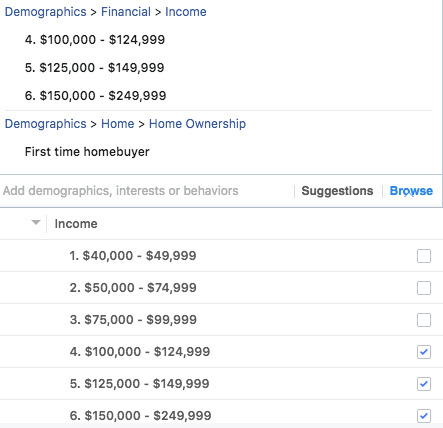 Demographics > Financial > Income
4. $100,000 - $124,999
5. $125,000 - $149,999
6. $150,000 - $249,999
Demographics > Home > Home Ownership
First time homebuyer
Add demographics, interests or behaviors Suggestions Browse
Income
1. $40,000 - $49,999
2. $50,000 - $74,999
3. $75,000 - $99,999
4. $100,000 - $124,999
5. $125,000 - $149,999
6. $150,000 - $249,999